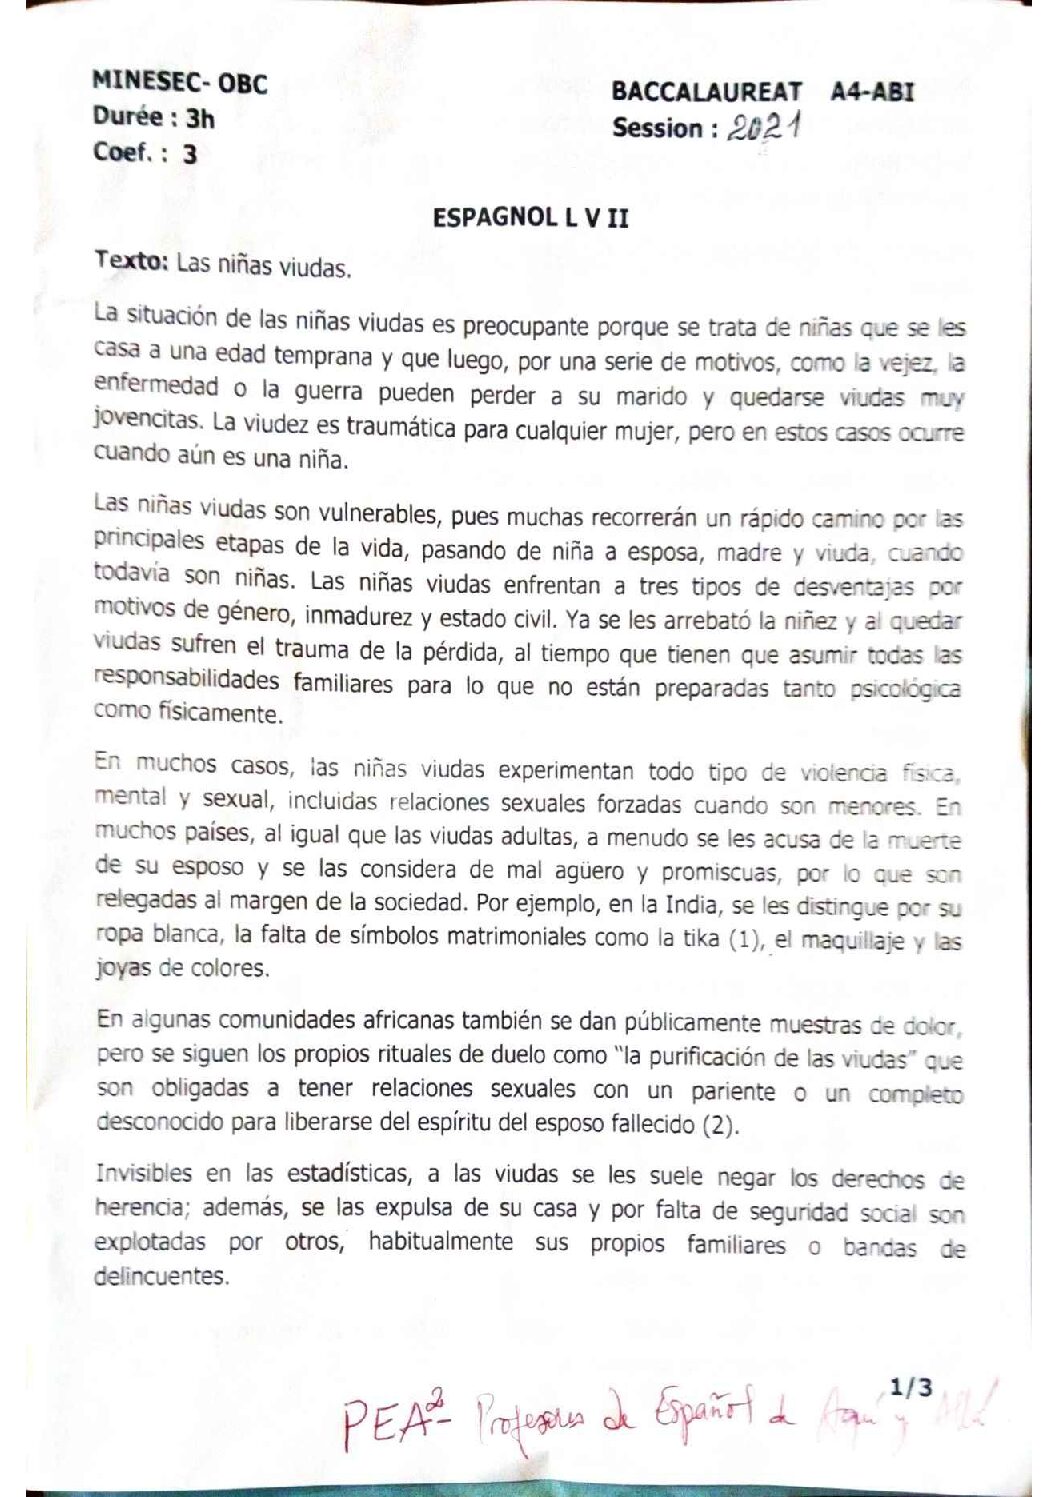 MINESEC- OBC
Durée : 3h
Coef. : 3
BACCALAUREAT A4-ABI
Session : 2021
ESPAGNOL L V II
Texto: Las niñas viudas.
La situación de las niñas viudas es preocupante porque se trata de niñas que se les
casa a una edad temprana y que luego, por una serie de motivos, como la vejez, la
enfermedad o la guerra pueden perder a su marido y quedarse viudas muy
jovencitas. La viudez es traumática para cualquier mujer, pero en estos casos ocurre
cuando aún es una niña.
Las niñas viudas son vulnerables, pues muchas recorrerán un rápido camino por las
principales etapas de la vida, pasando de niña a esposa, madre y viuda, cuando
todavía son niñas. Las niñas viudas enfrentan a tres tipos de desventajas por
motivos de género, inmadurez y estado civil. Ya se les arrebató la niñez y al quedar
viudas sufren el trauma de la pérdida, al tiempo que tienen que asumir todas las
responsabilidades familiares para lo que no están preparadas tanto psicológica
como físicamente.
En muchos casos, las niñas viudas experimentan todo tipo de violencia física,
mental y sexual, incluidas relaciones sexuales forzadas cuando son menores. En
muchos países, al igual que las viudas adultas, a menudo se les acusa de la muerte
de su esposo y se las considera de mal agüero y promiscuas, por lo que son
relegadas al margen de la sociedad. Por ejemplo, en la India, se les distingue por su
ropa blanca, la falta de símbolos matrimoniales como la tika (1), el maquillaje y las
joyas de colores.
En algunas comunidades africanas también se dan públicamente muestras de dolor,
pero se siguen los propios rituales de duelo como "la purificación de las viudas" que
son obligadas a tener relaciones sexuales con un pariente o un completo
desconocido para liberarse del espíritu del esposo fallecido (2).
Invisibles en las estadísticas, a las viudas se les suele negar los derechos de
herencia; además, se las expulsa de su casa y por falta de seguridad social son
explotadas por otros, habitualmente sus propios familiares o bandas de
delincuentes.
1/3
PEA²- Profesores de Español de Aquí y Allá